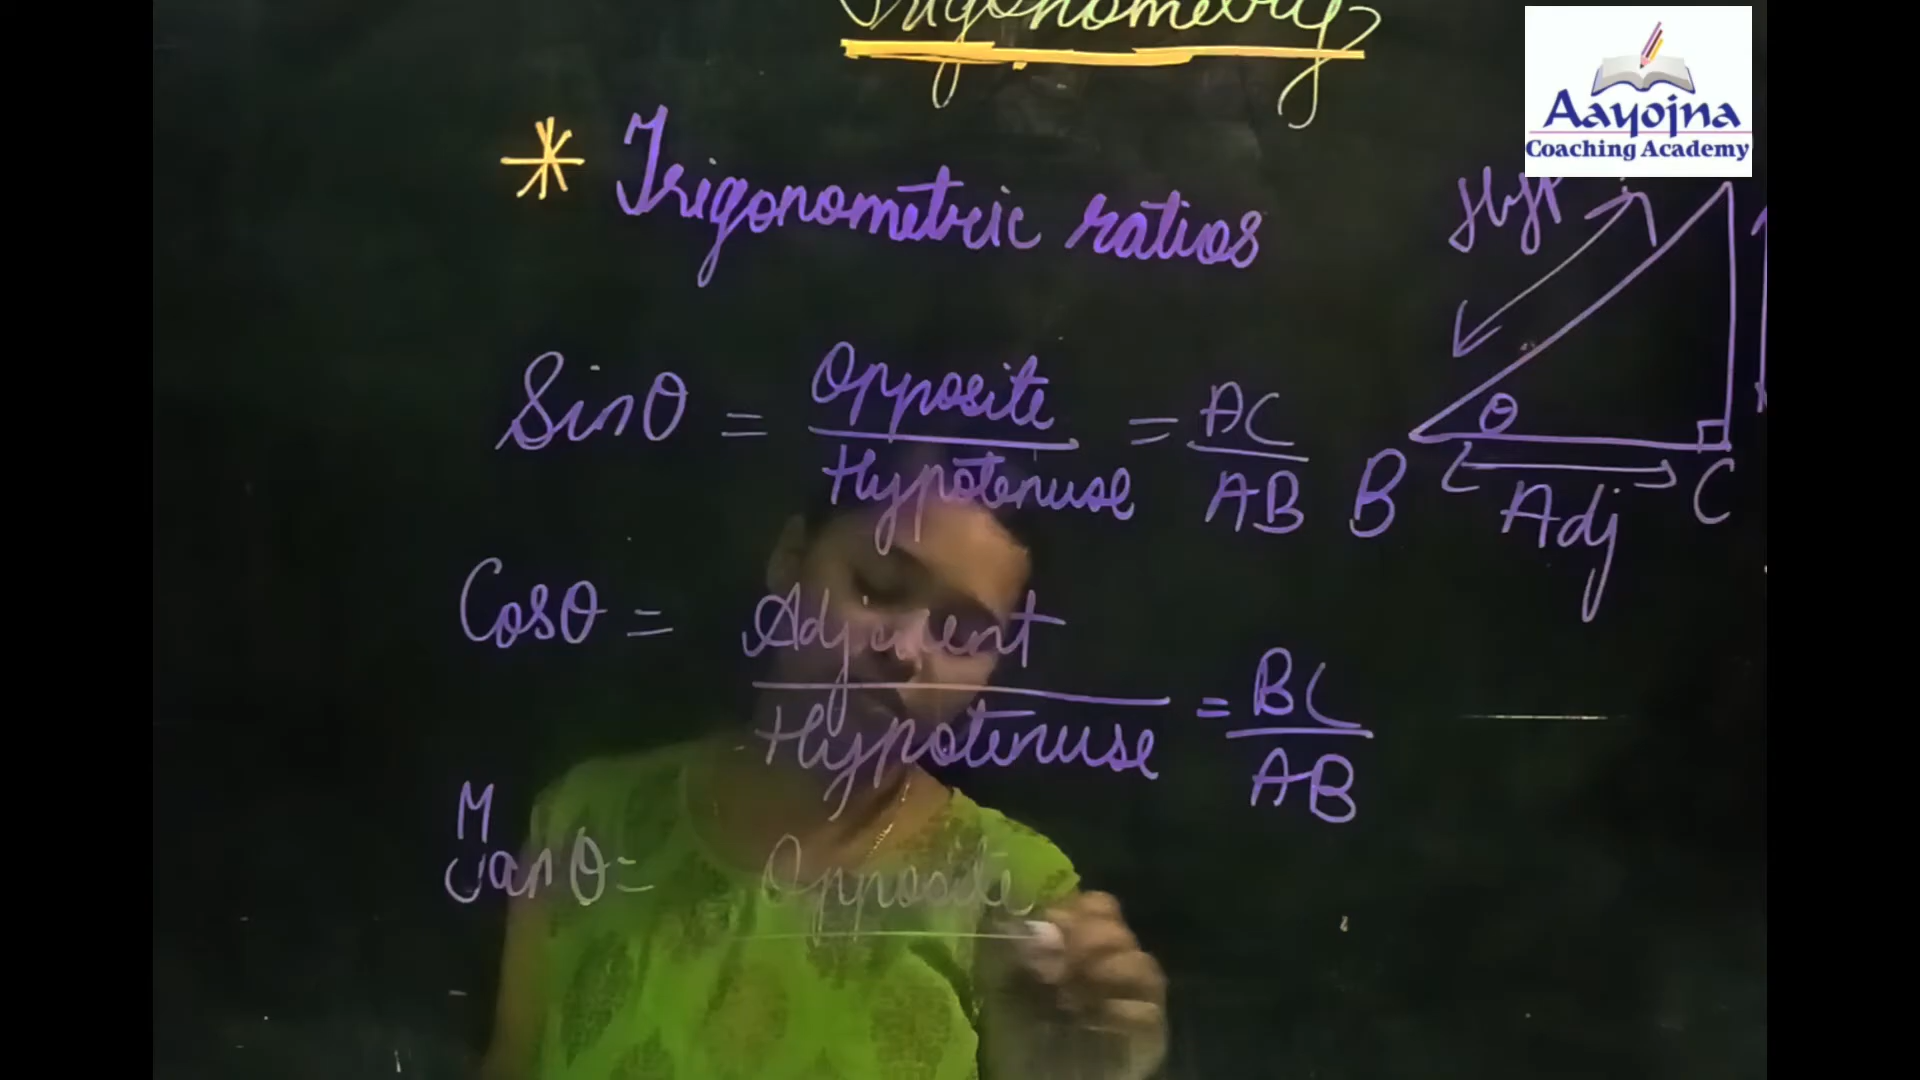 Trigonometry
Aayojna
Coaching Academy
* Trigonometric ratios
Hyp
Sinθ = Opposite / Hypotenuse = AC / AB
θ
B
Adj
C
Cosθ = Adjacent / Hypotenuse = BC / AB
Tanθ = Opposite